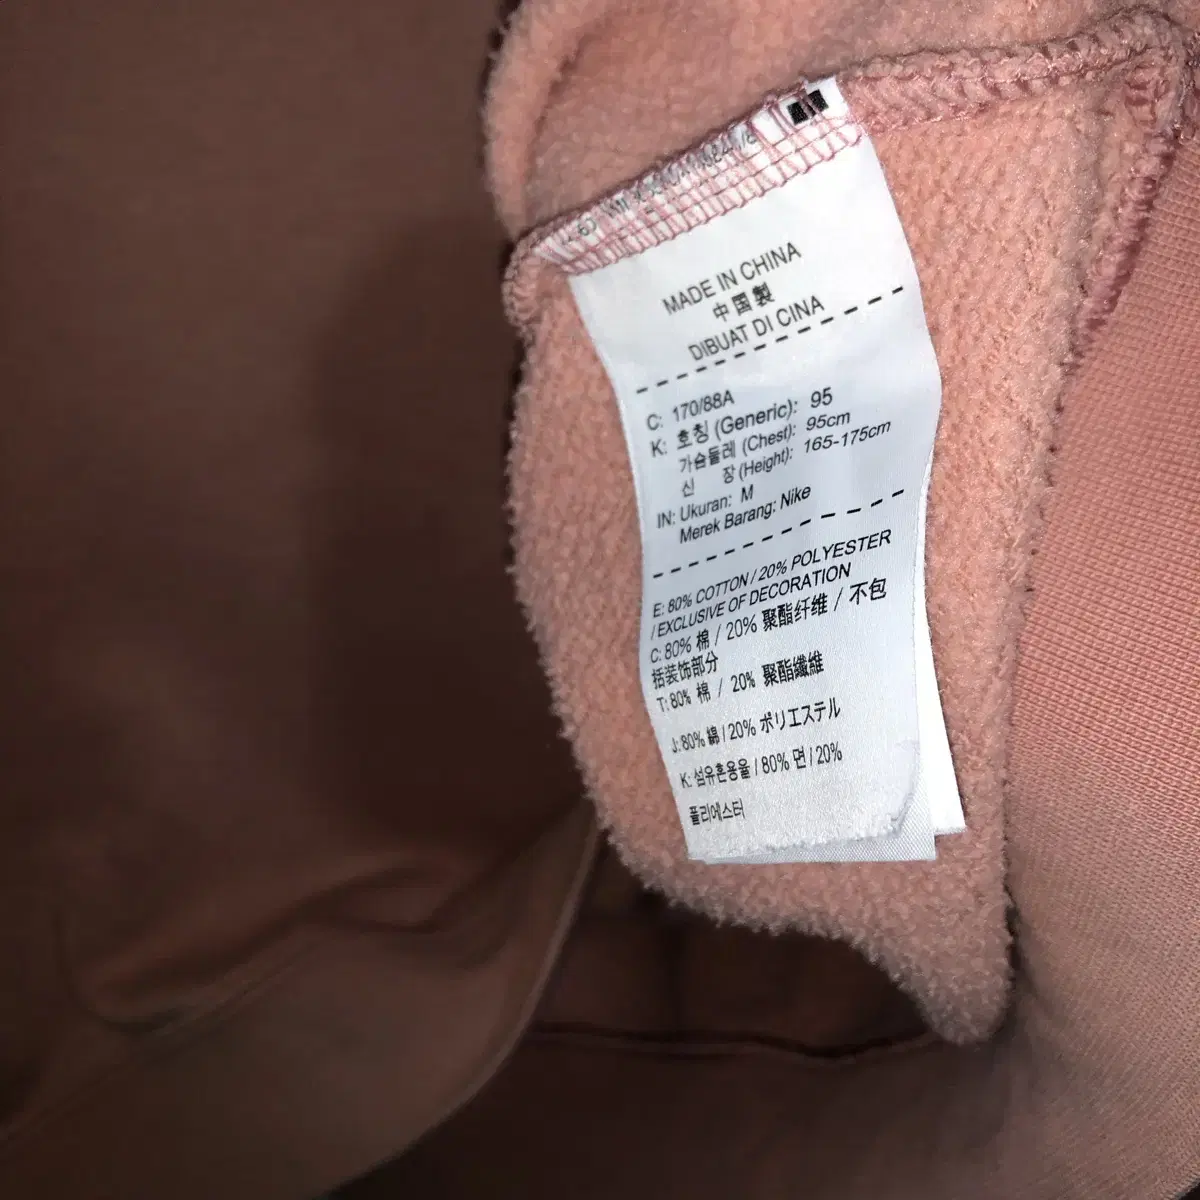 MADE IN CHINA
中国製
DIBUAT DI CINA
C: 170/88A
K: 호칭 (Generic): 95
가슴둘레 (Chest): 95cm
신 장 (Height): 165-175cm
IN: Ukuran: M
Merek Barang: Nike
E: 80% COTTON / 20% POLYESTER
/ EXCLUSIVE OF DECORATION
C: 80% 棉 / 20% 聚酯纤维 / 不包
括装饰部分
T: 80% 棉 / 20% 聚酯纖維
J: 80% 綿 / 20% ポリエステル
K: 섬유혼용율 / 80% 면 / 20%
폴리에스터